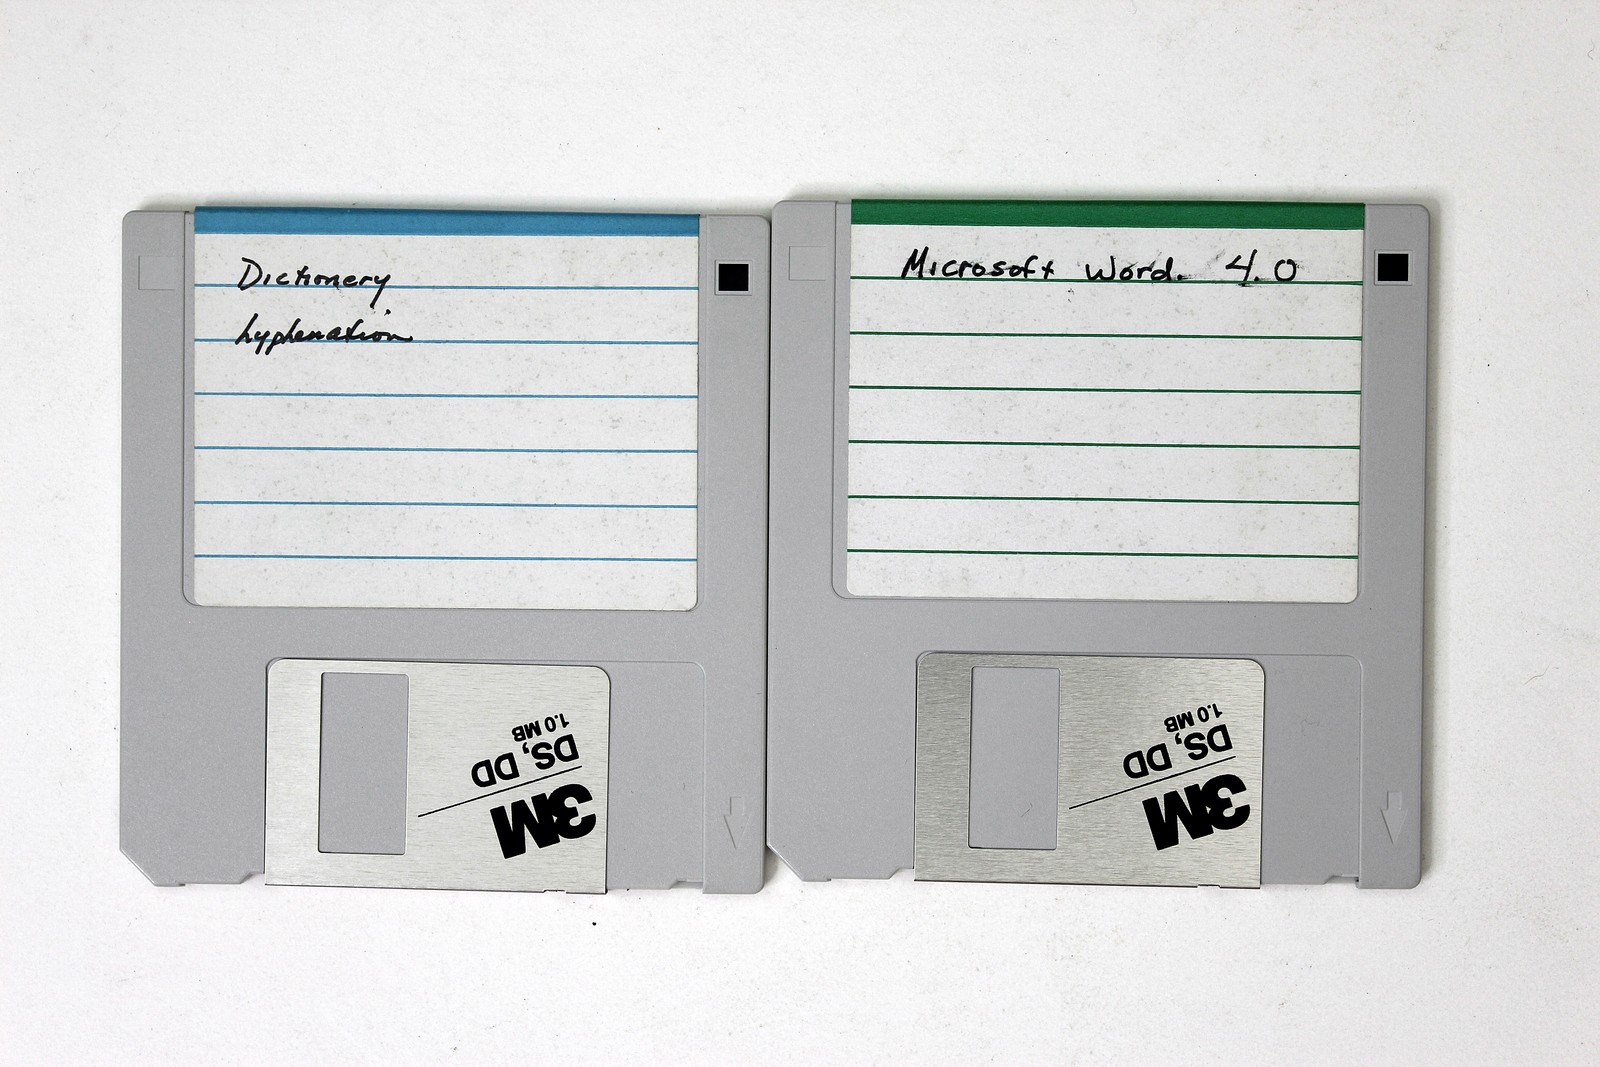 Dictionery
hyphenation
Microsoft Word. 4.0
1.0 MB
DS, DD
3M
1.0 MB
DS, DD
3M